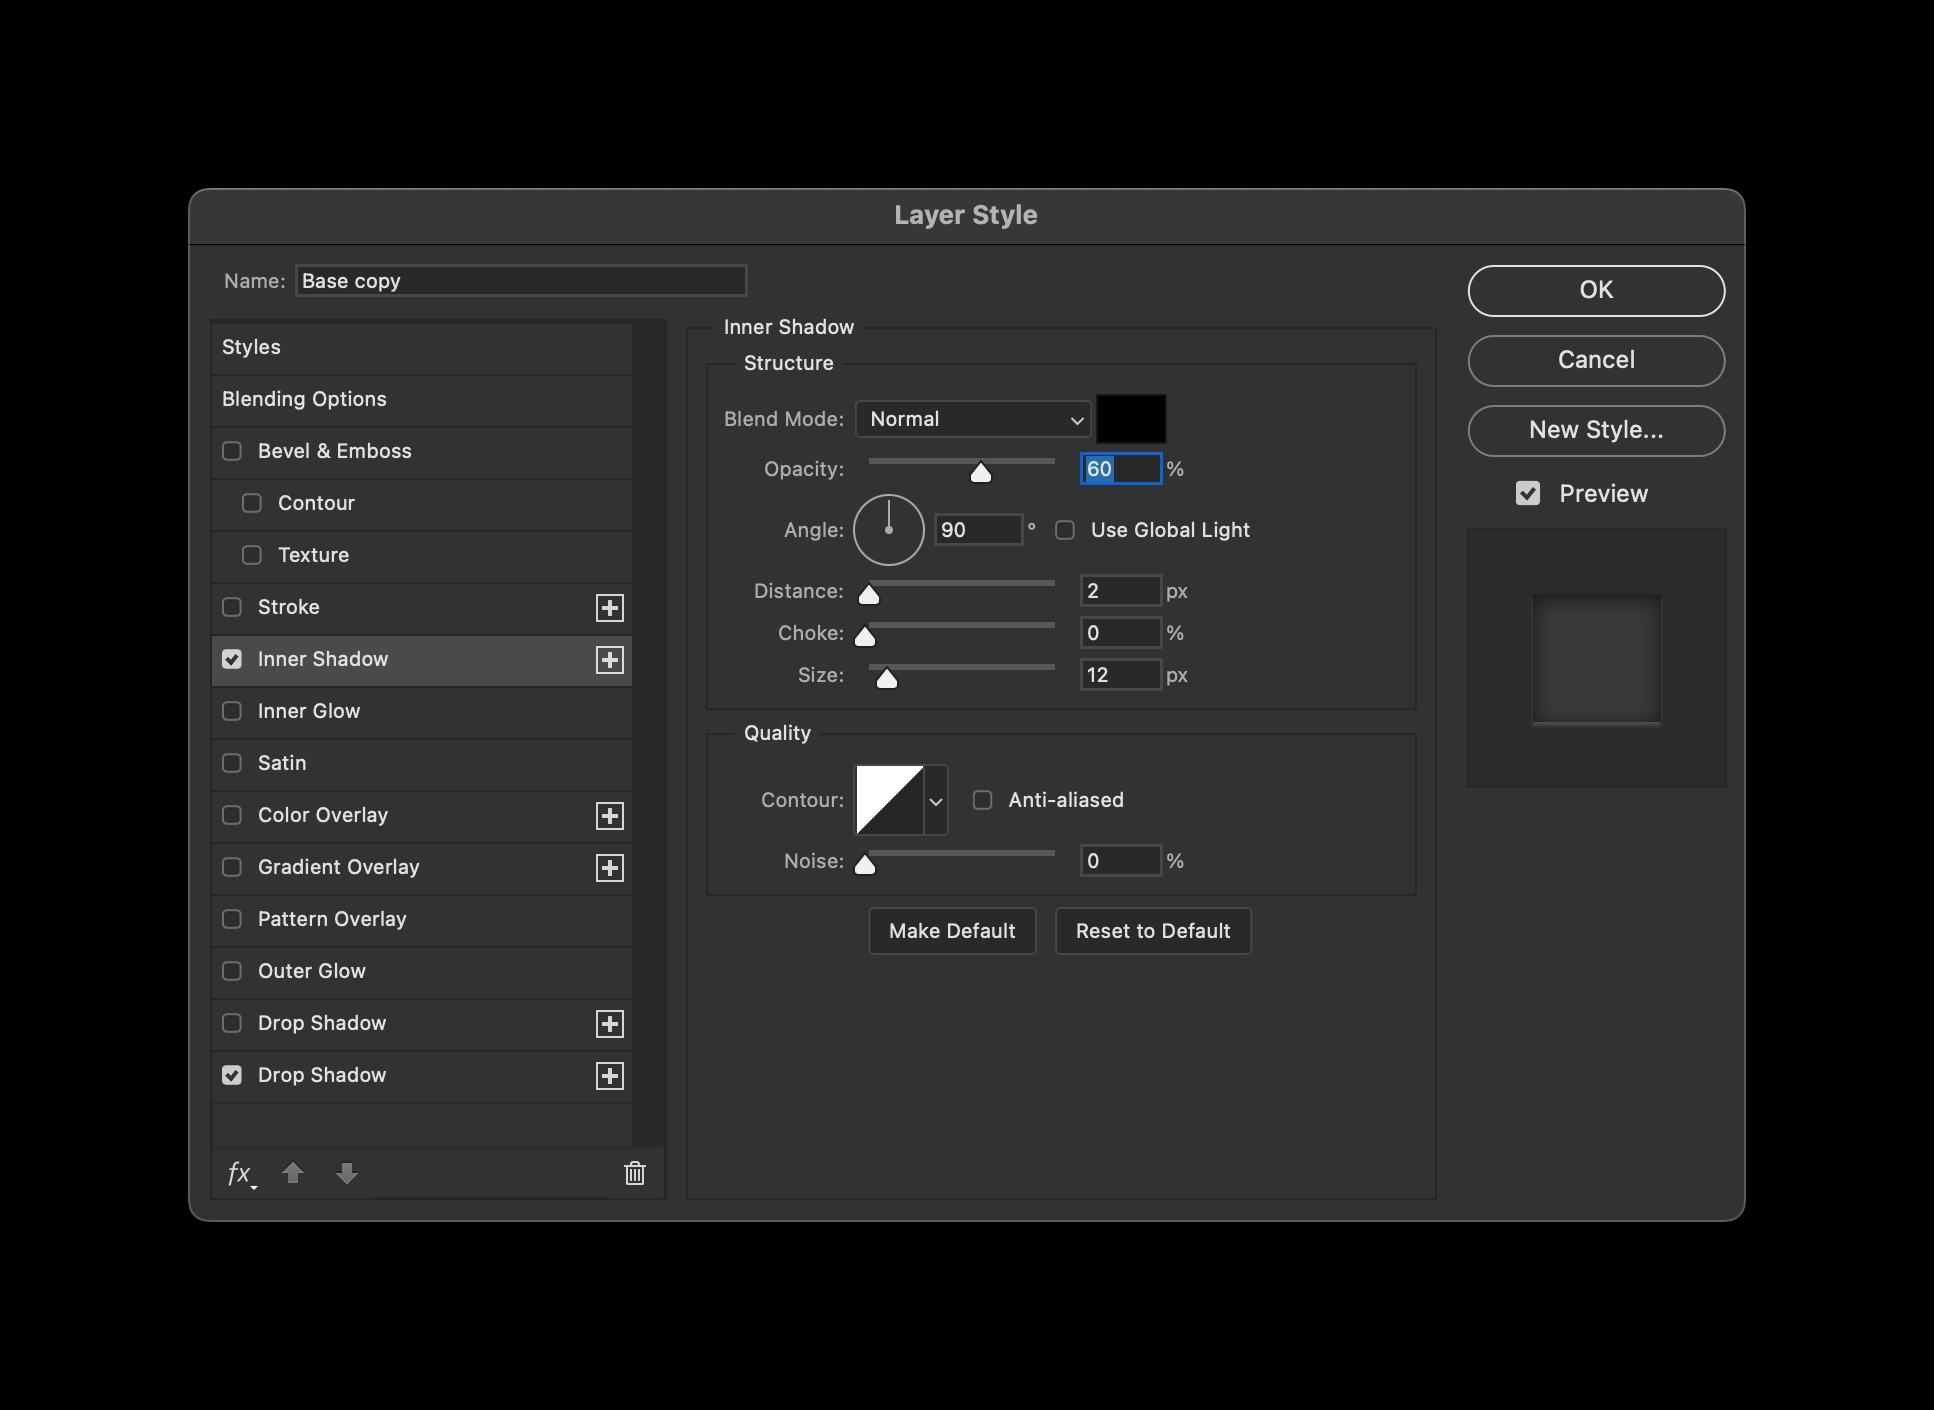 Layer Style
Name: Base copy
Styles
Blending Options
Bevel & Emboss
Contour
Texture
Stroke
Inner Shadow
Inner Glow
Satin
Color Overlay
Gradient Overlay
Pattern Overlay
Outer Glow
Drop Shadow
Drop Shadow
fx
Inner Shadow
Structure
Blend Mode: Normal
Opacity: 60 %
Angle: 90 ° Use Global Light
Distance: 2 px
Choke: 0 %
Size: 12 px
Quality
Contour: Anti-aliased
Noise: 0 %
Make Default Reset to Default
OK
Cancel
New Style...
Preview